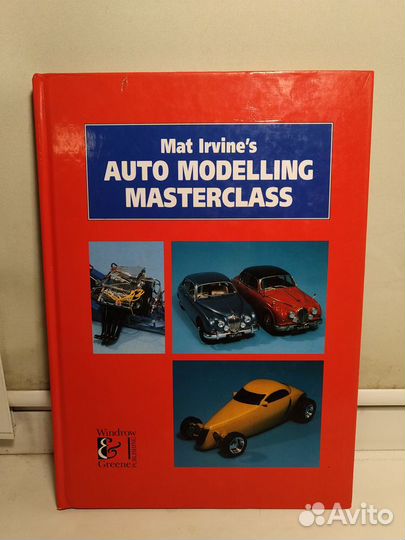 Mat Irvine's
AUTO MODELLING
MASTERCLASS
Windrow
&
Greene
Avito